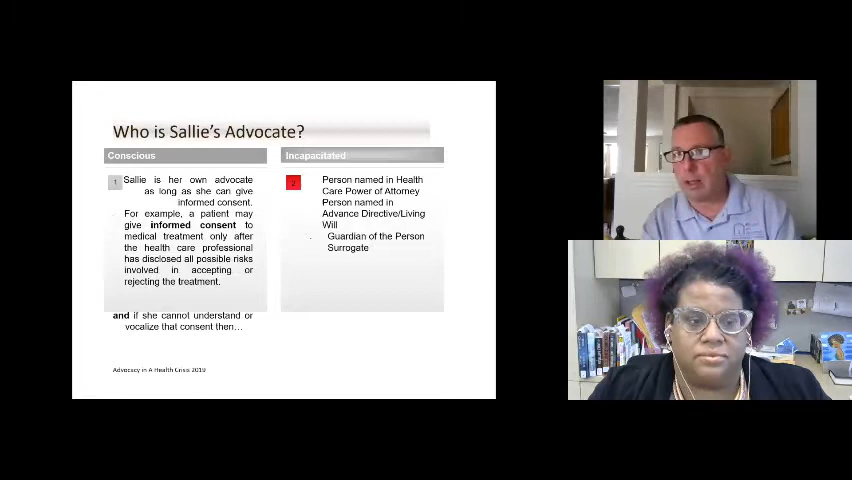 Who is Sallie's Advocate?
Conscious
1
Sallie is her own advocate
as long as she can give
informed consent.
For example, a patient may
give informed consent to
medical treatment only after
the health care professional
has disclosed all possible risks
involved in accepting or
rejecting the treatment.
and if she cannot understand or
vocalize that consent then…
Incapacitated
2
Person named in Health
Care Power of Attorney
Person named in
Advance Directive/Living
Will
Guardian of the Person
Surrogate
Advocacy in A Health Crisis 2019